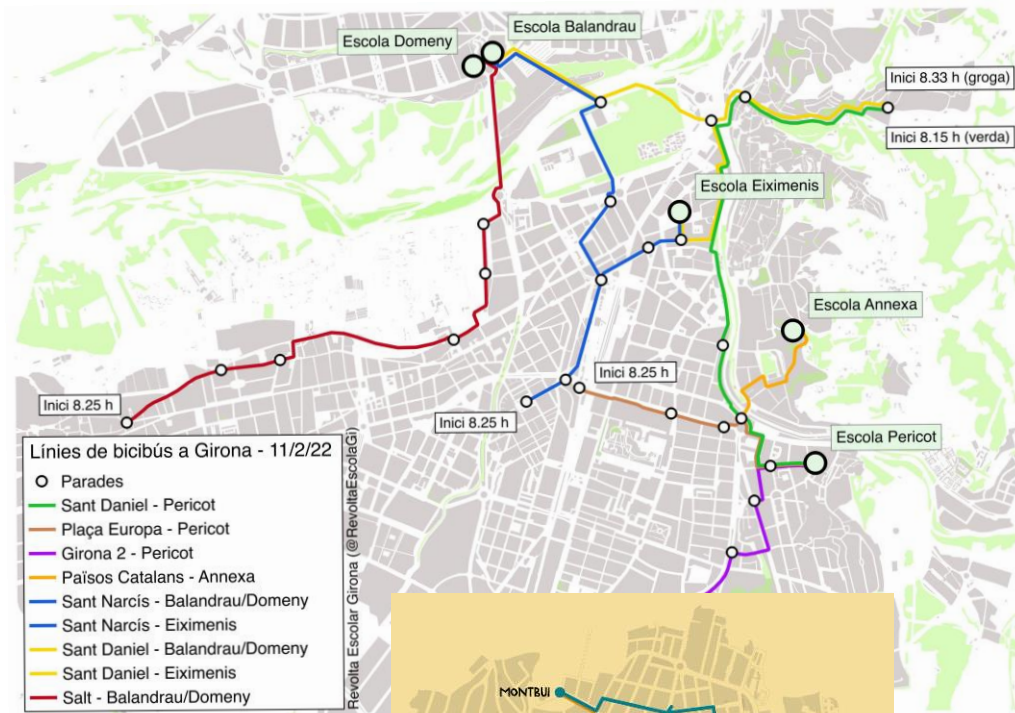 Escola Balandrau
Escola Domeny
Inici 8.33 h (groga)
Inici 8.15 h (verda)
Escola Eiximenis
Escola Annexa
Inici 8.25 h
Inici 8.25 h
Inici 8.25 h
Escola Pericot
Línies de bicibús a Girona - 11/2/22
Parades
Sant Daniel - Pericot
Plaça Europa - Pericot
Girona 2 - Pericot
Països Catalans - Annexa
Sant Narcís - Balandrau/Domeny
Sant Narcís - Eiximenis
Sant Daniel - Balandrau/Domeny
Sant Daniel - Eiximenis
Salt - Balandrau/Domeny
Revolta Escolar Girona (@RevoltaEscolaGi)
MONTBUI